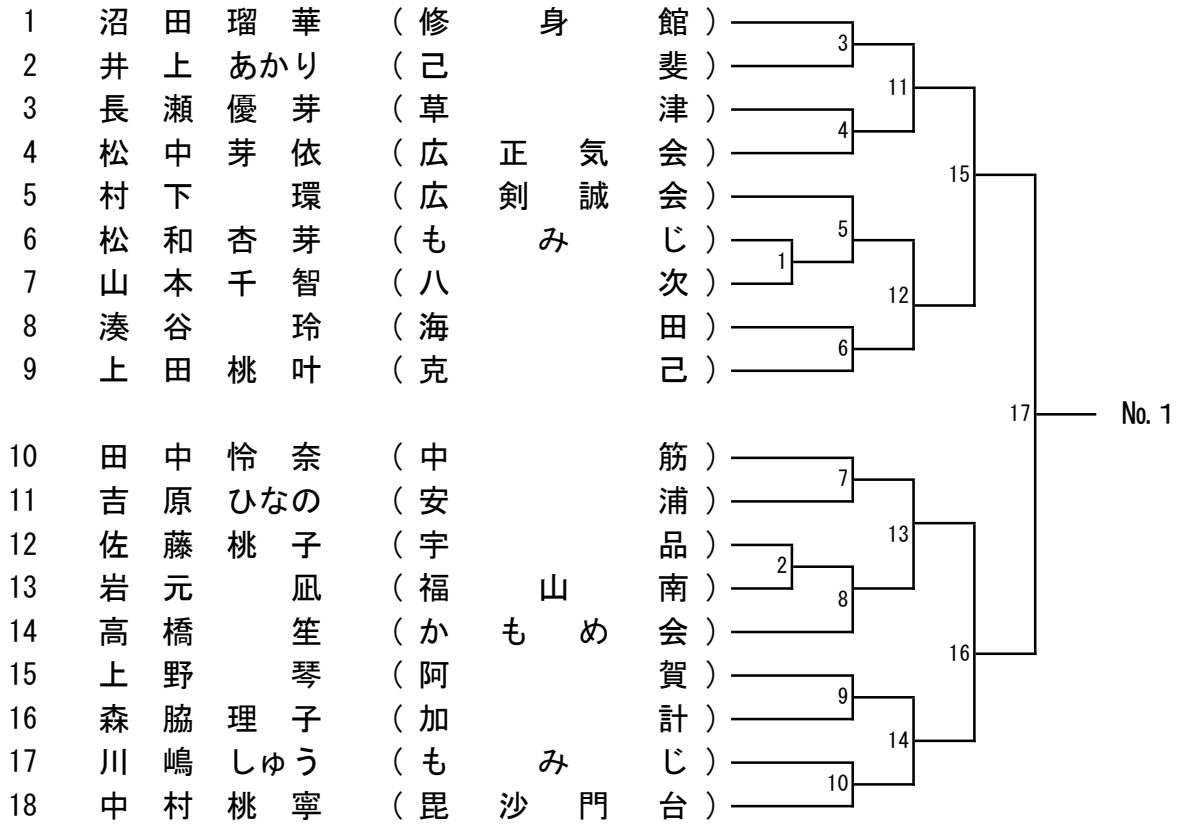 1 沼田瑠華 (修身館)
3
2 井上あかり (己斐)
11
3 長瀬優芽 (草津)
4
4 松中芽依 (広正気会)
15
5 村下環 (広剣誠会)
5
6 松和杏芽 (もみじ)
1
7 山本千智 (八次)
12
8 湊谷玲 (海田)
6
9 上田桃叶 (克己)
17 No.1
10 田中怜奈 (中筋)
7
11 吉原ひなの (安浦)
13
12 佐藤桃子 (宇品)
2
13 岩元凪 (福山南)
8
14 高橋笙 (かもめ会)
16
15 上野琴 (阿賀)
9
16 森脇理子 (加計)
14
17 川嶋しゅう (もみじ)
10
18 中村桃寧 (毘沙門台)